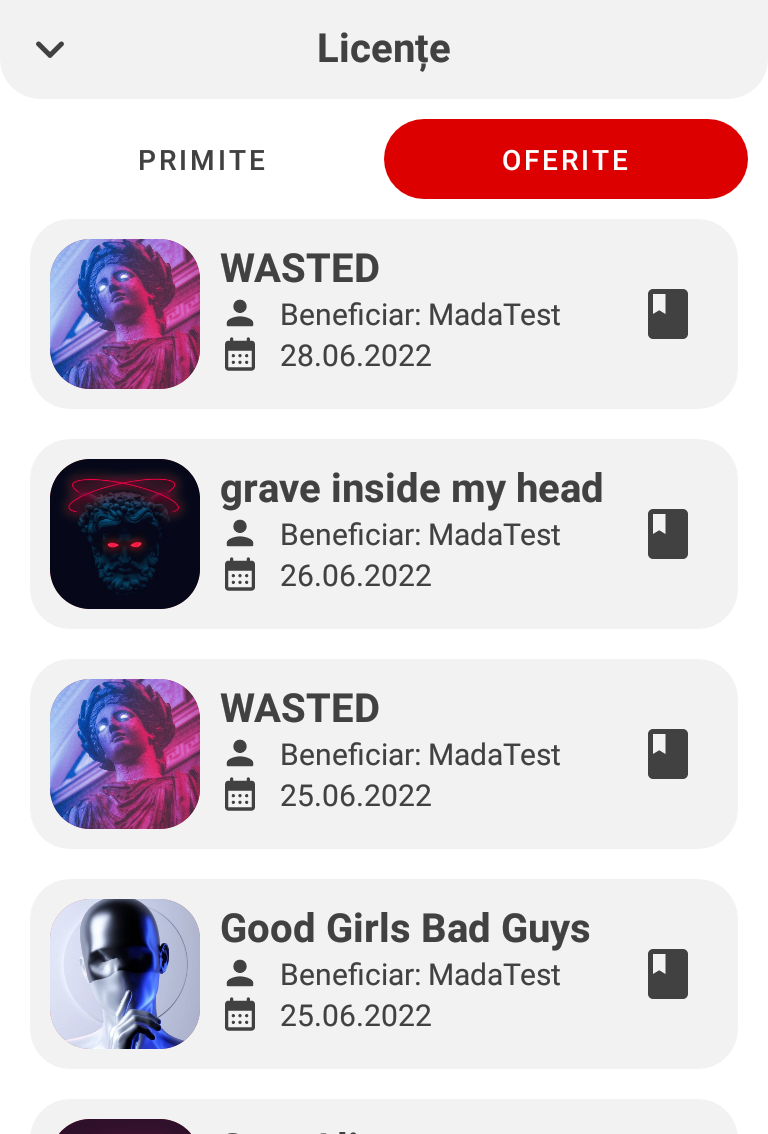 Licențe
PRIMITE
OFERITE
WASTED
Beneficiar: MadaTest
28.06.2022
grave inside my head
Beneficiar: MadaTest
26.06.2022
WASTED
Beneficiar: MadaTest
25.06.2022
Good Girls Bad Guys
Beneficiar: MadaTest
25.06.2022